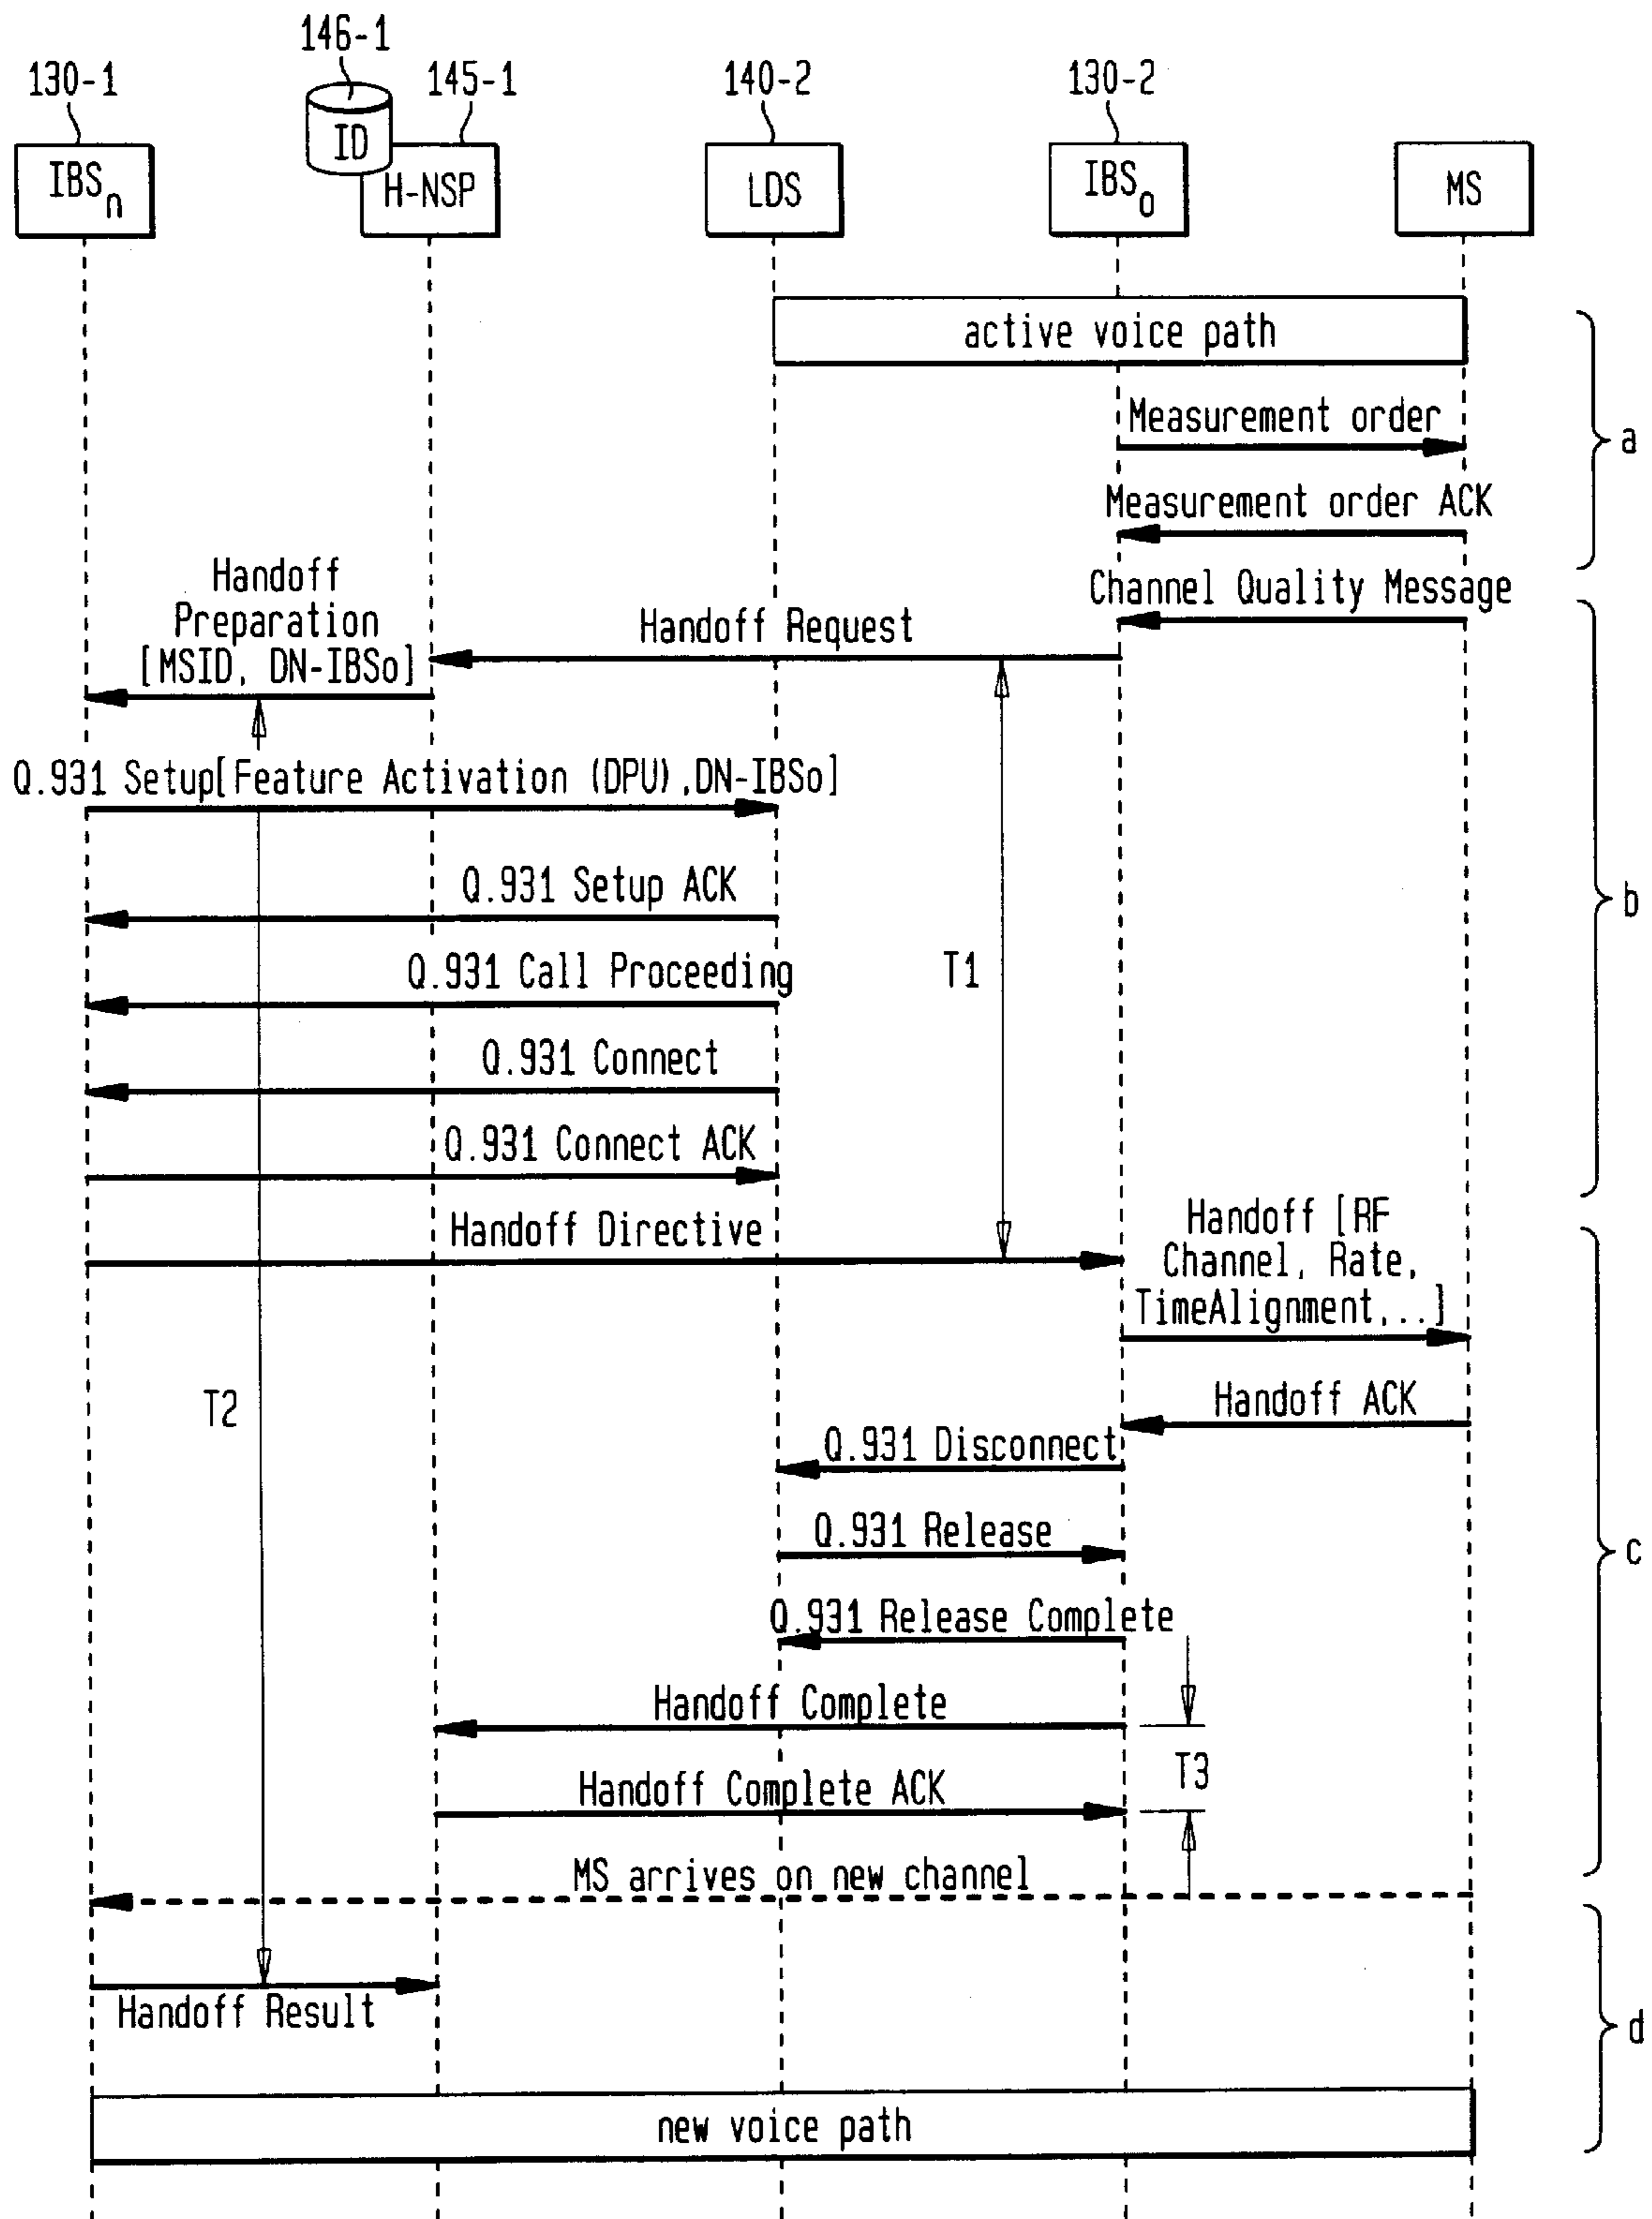 146-1
130-1
145-1
140-2
130-2
ID
IBSn
H-NSP
LDS
IBSo
MS
active voice path
Measurement order
a
Measurement order ACK
Handoff
Preparation
[MSID, DN-IBSo]
Channel Quality Message
Handoff Request
Q.931 Setup[Feature Activation (DPU),DN-IBSo]
Q.931 Setup ACK
b
Q.931 Call Proceeding
T1
Q.931 Connect
Q.931 Connect ACK
Handoff Directive
Handoff [RF
Channel, Rate,
TimeAlignment,..]
T2
Handoff ACK
Q.931 Disconnect
Q.931 Release
c
Q.931 Release Complete
Handoff Complete
T3
Handoff Complete ACK
MS arrives on new channel
Handoff Result
d
new voice path